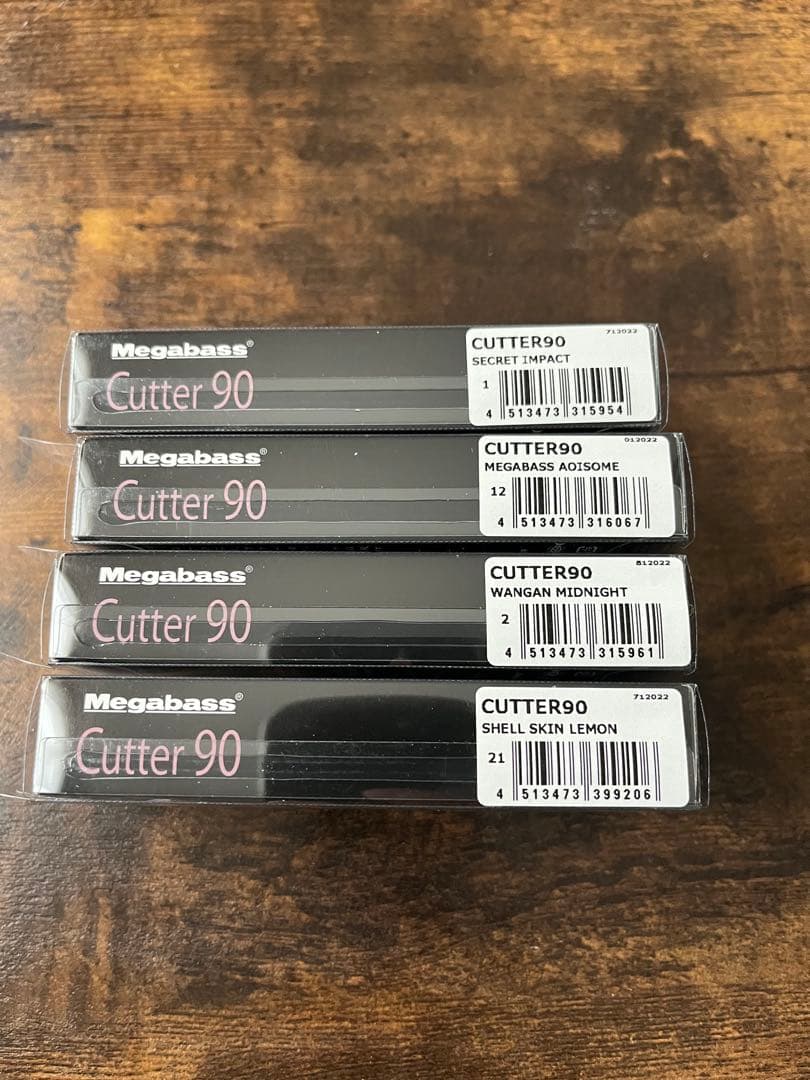 Megabass®
Cutter 90
712022
CUTTER90
SECRET IMPACT
1
4 513473 315954
Megabass®
Cutter 90
012022
CUTTER90
MEGABASS AOISOME
12
4 513473 316067
Megabass®
Cutter 90
812022
CUTTER90
WANGAN MIDNIGHT
2
4 513473 315961
Megabass®
Cutter 90
712022
CUTTER90
SHELL SKIN LEMON
21
4 513473 399206